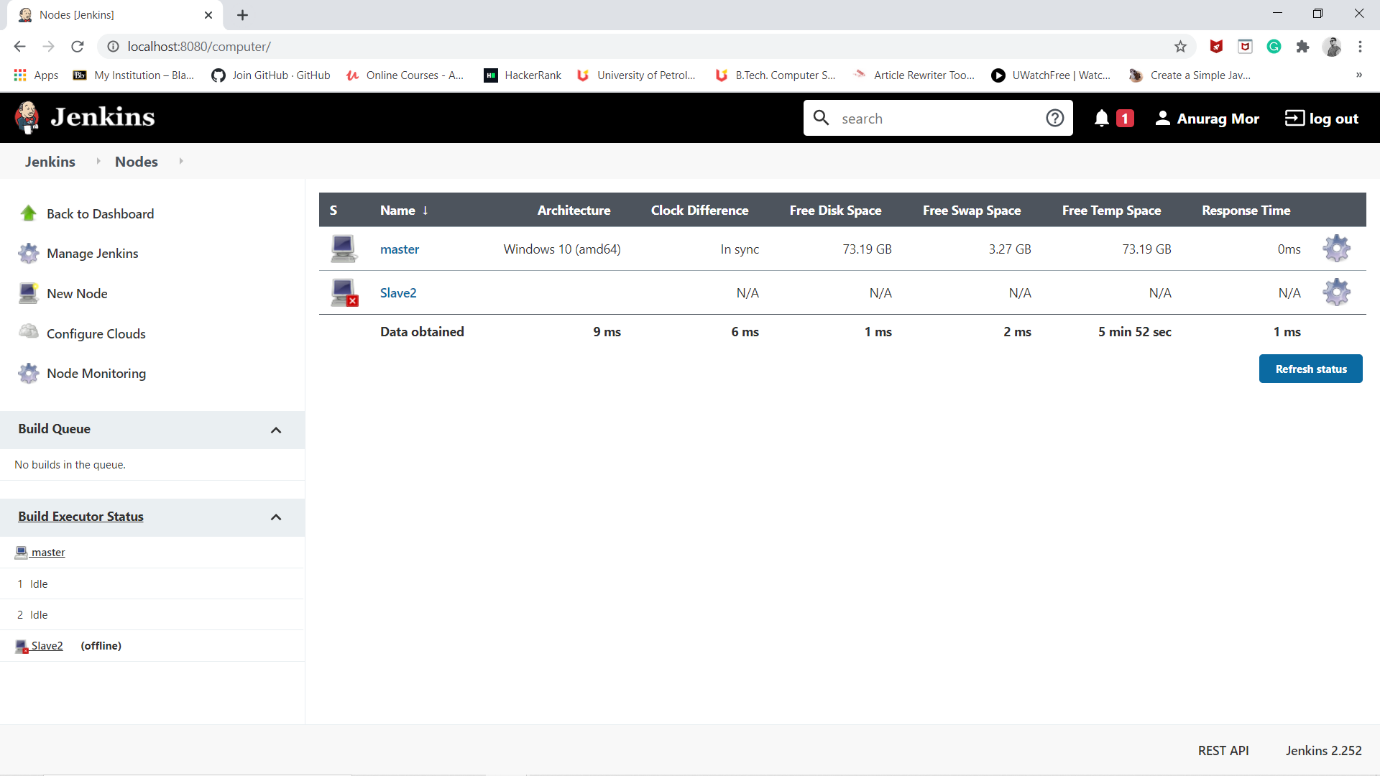 Nodes [Jenkins]
localhost:8080/computer/
Apps Bb My Institution – Bla... Join GitHub · GitHub Online Courses - A... HackerRank University of Petrol... B.Tech. Computer S... Article Rewriter Too... UWatchFree | Watc... Create a Simple Jav... »
Jenkins search 1 Anurag Mor log out
Jenkins Nodes
Back to Dashboard
Manage Jenkins
New Node
Configure Clouds
Node Monitoring
Build Queue
No builds in the queue.
Build Executor Status
master
1 Idle
2 Idle
Slave2 (offline)
S Name ↓ Architecture Clock Difference Free Disk Space Free Swap Space Free Temp Space Response Time
master Windows 10 (amd64) In sync 73.19 GB 3.27 GB 73.19 GB 0ms
Slave2 N/A N/A N/A N/A N/A
Data obtained 9 ms 6 ms 1 ms 2 ms 5 min 52 sec 1 ms
Refresh status
REST API Jenkins 2.252